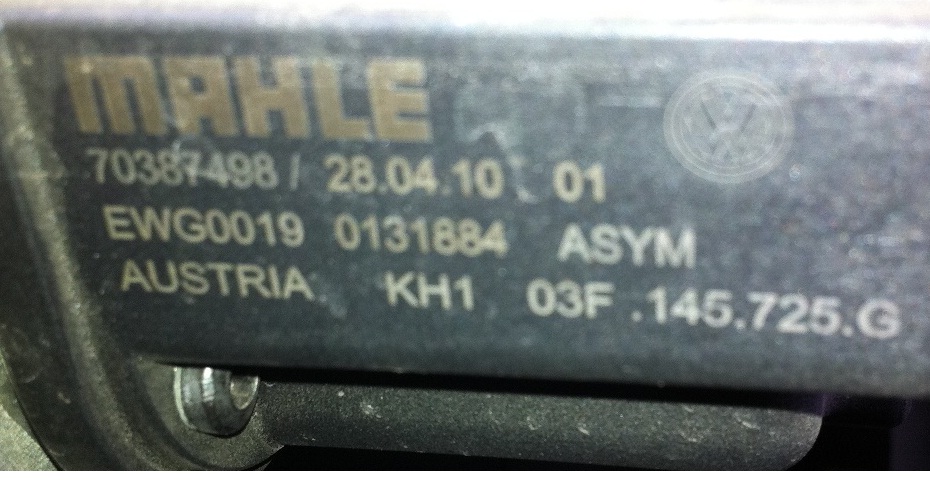 MAHLE
70387498 / 28.04.10 01
EWG0019 0131884 ASYM
AUSTRIA KH1 03F .145.725.G